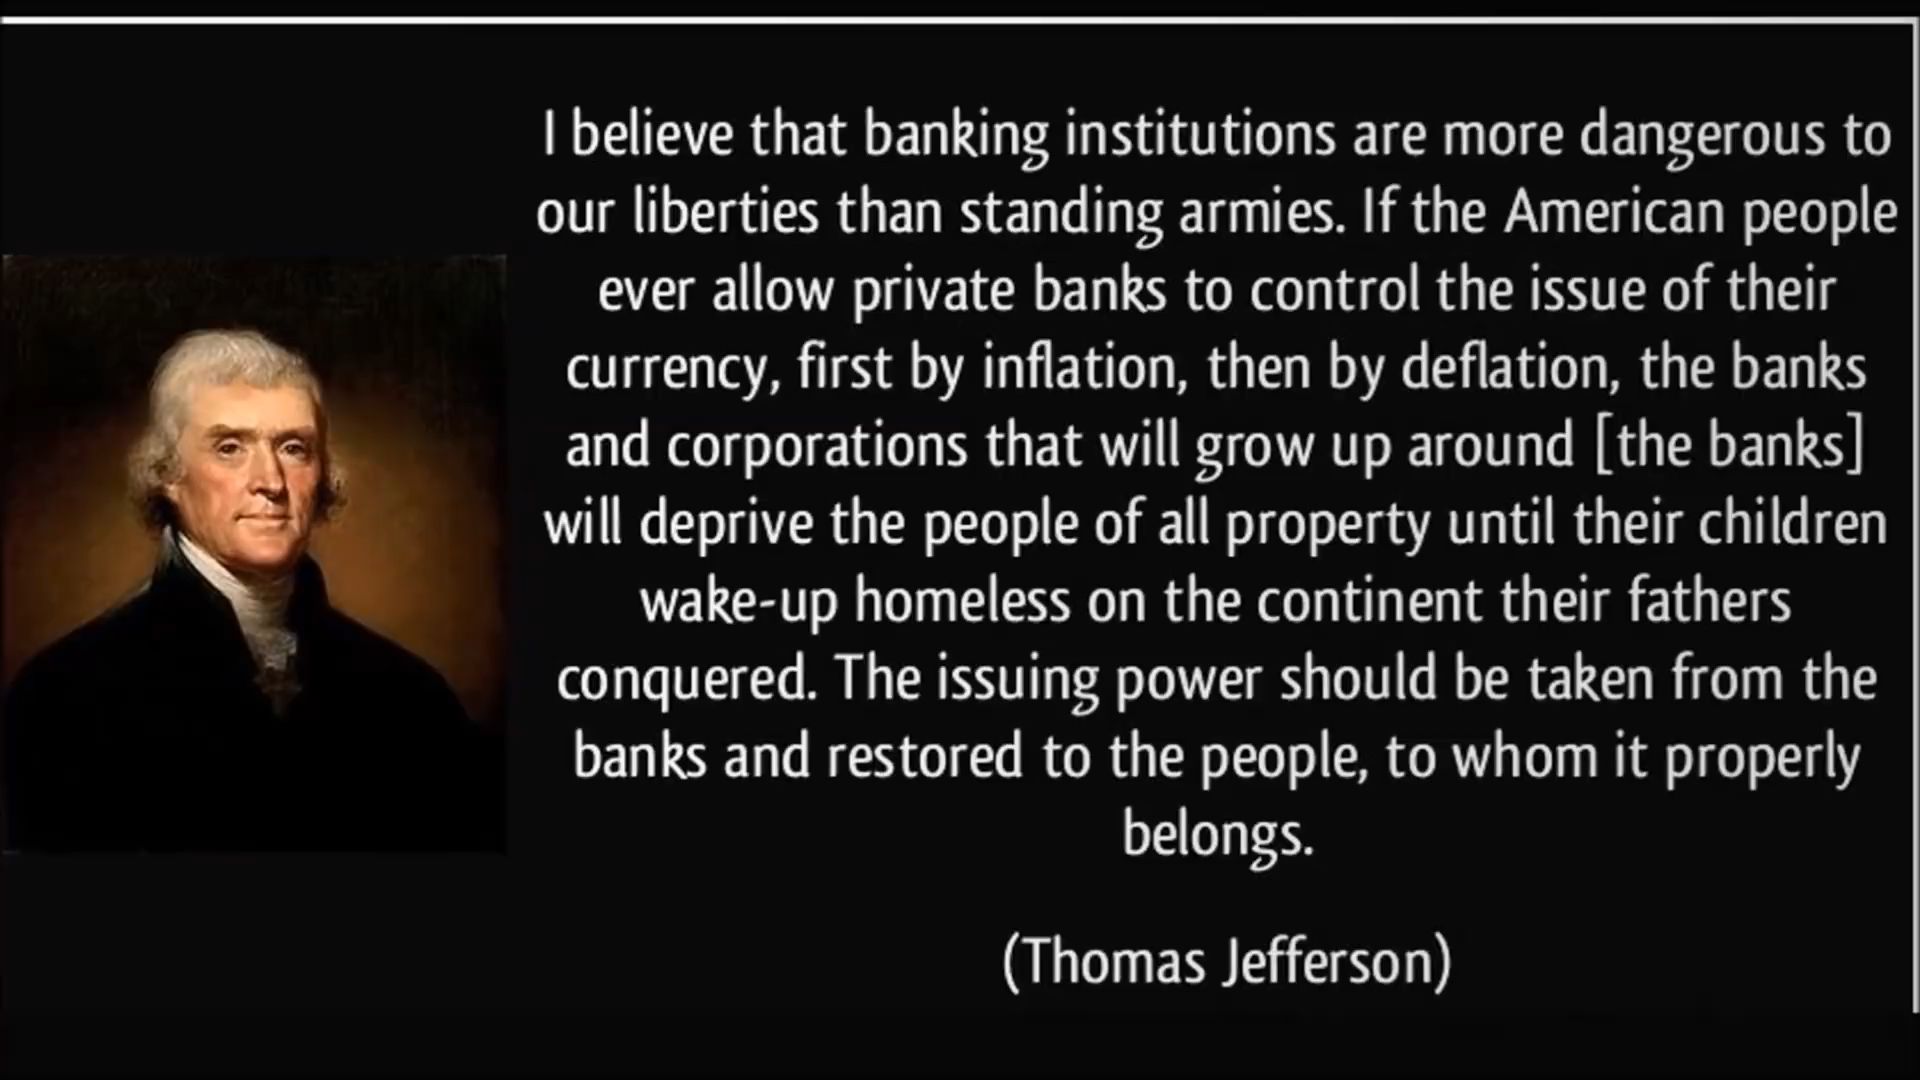 I believe that banking institutions are more dangerous to
our liberties than standing armies. If the American people
ever allow private banks to control the issue of their
currency, first by inflation, then by deflation, the banks
and corporations that will grow up around [the banks]
will deprive the people of all property until their children
wake-up homeless on the continent their fathers
conquered. The issuing power should be taken from the
banks and restored to the people, to whom it properly
belongs.
(Thomas Jefferson)